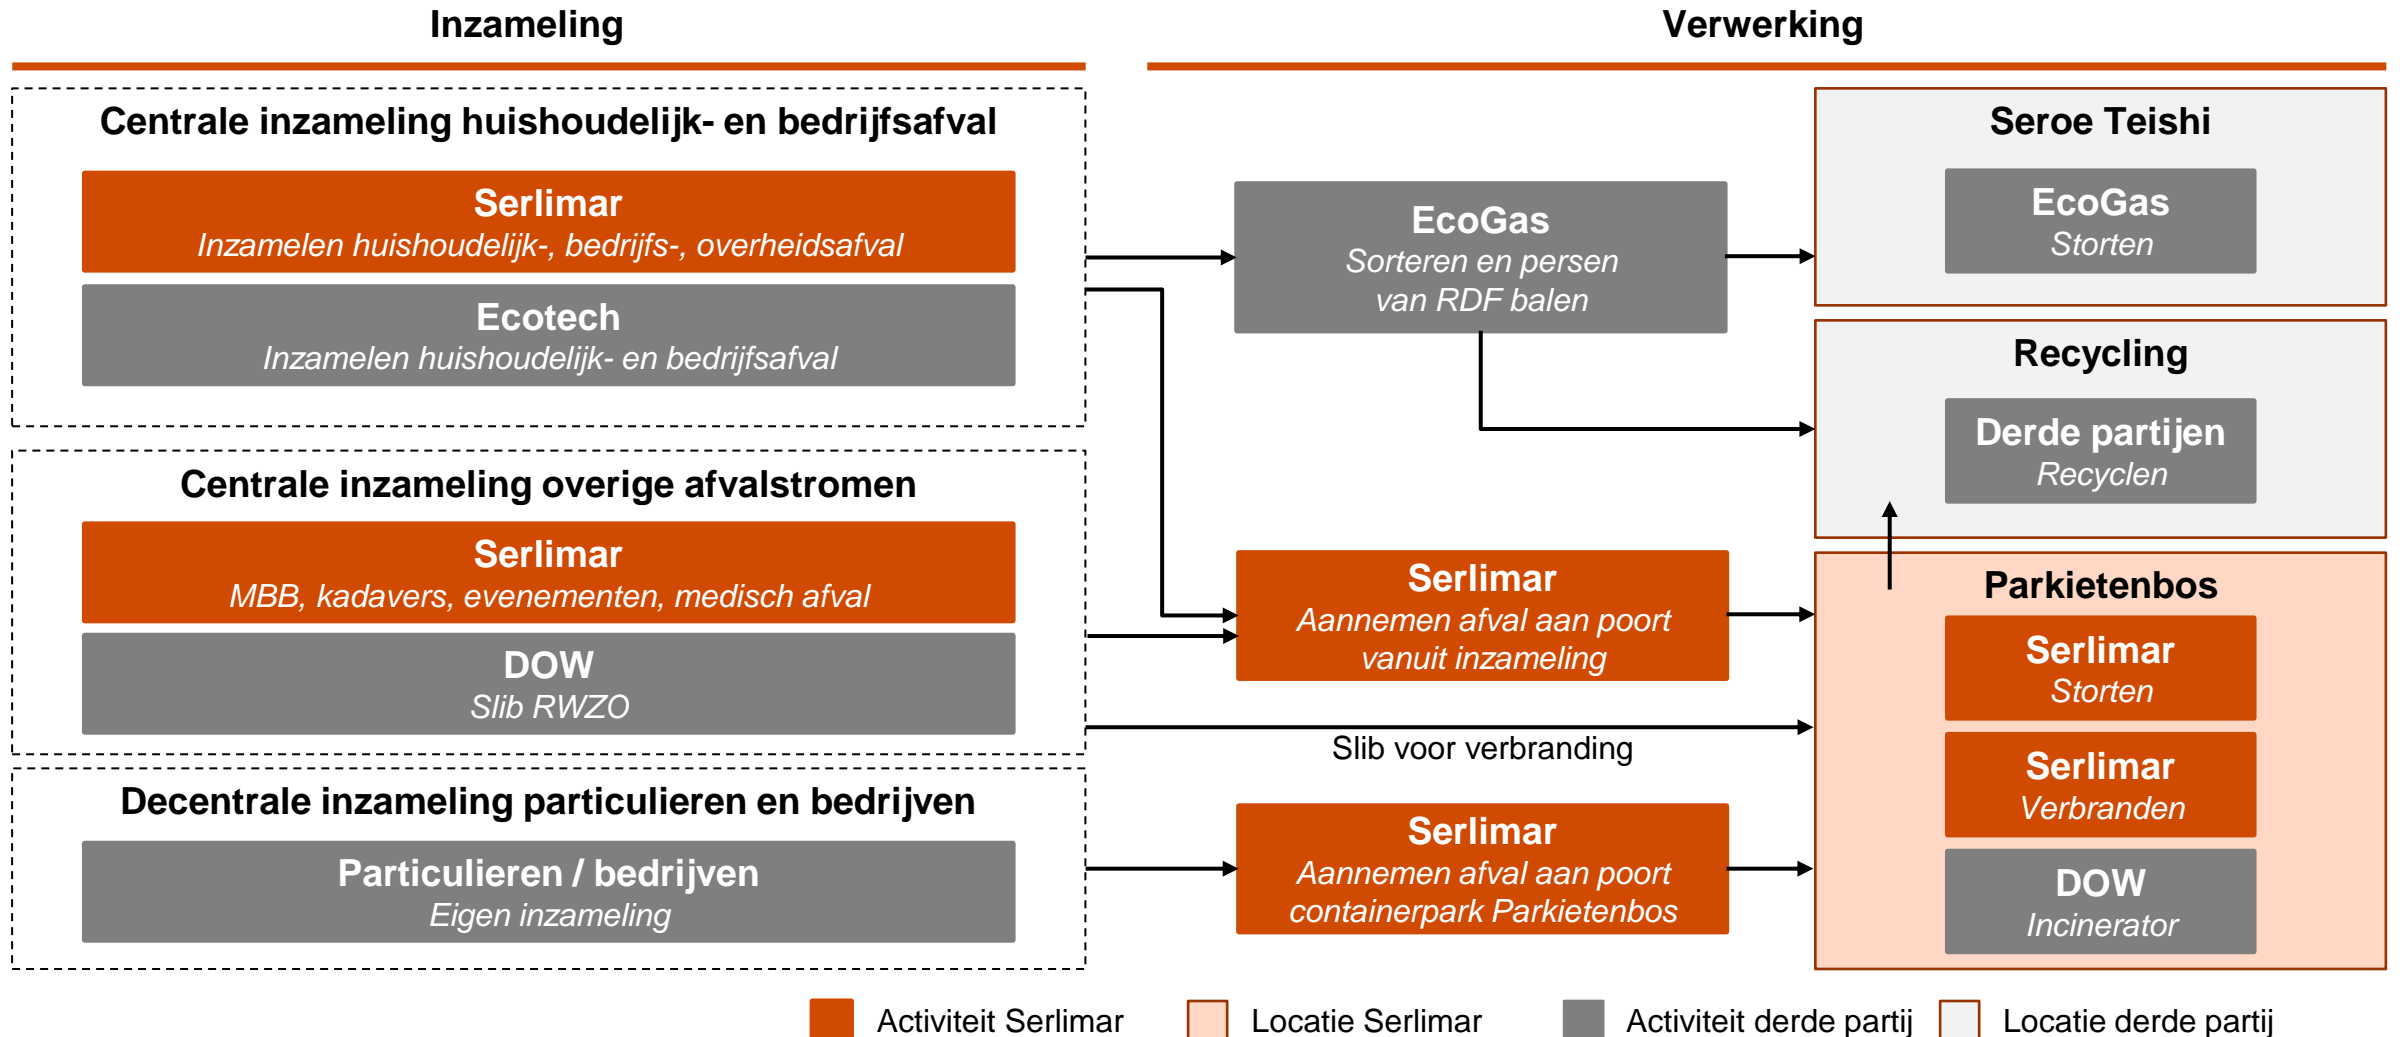 Inzameling
Verwerking
Centrale inzameling huishoudelijk- en bedrijfsafval
Serlimar
Inzamelen huishoudelijk-, bedrijfs-, overheidsafval
Ecotech
Inzamelen huishoudelijk- en bedrijfsafval
Centrale inzameling overige afvalstromen
Serlimar
MBB, kadavers, evenementen, medisch afval
DOW
Slib RWZO
Decentrale inzameling particulieren en bedrijven
Particulieren / bedrijven
Eigen inzameling
EcoGas
Sorteren en persen
van RDF balen
Serlimar
Aannemen afval aan poort
vanuit inzameling
Slib voor verbranding
Serlimar
Aannemen afval aan poort
containerpark Parkietenbos
Seroe Teishi
EcoGas
Storten
Recycling
Derde partijen
Recyclen
Parkietenbos
Serlimar
Storten
Serlimar
Verbranden
DOW
Incinerator
Activiteit Serlimar
Locatie Serlimar
Activiteit derde partij
Locatie derde partij